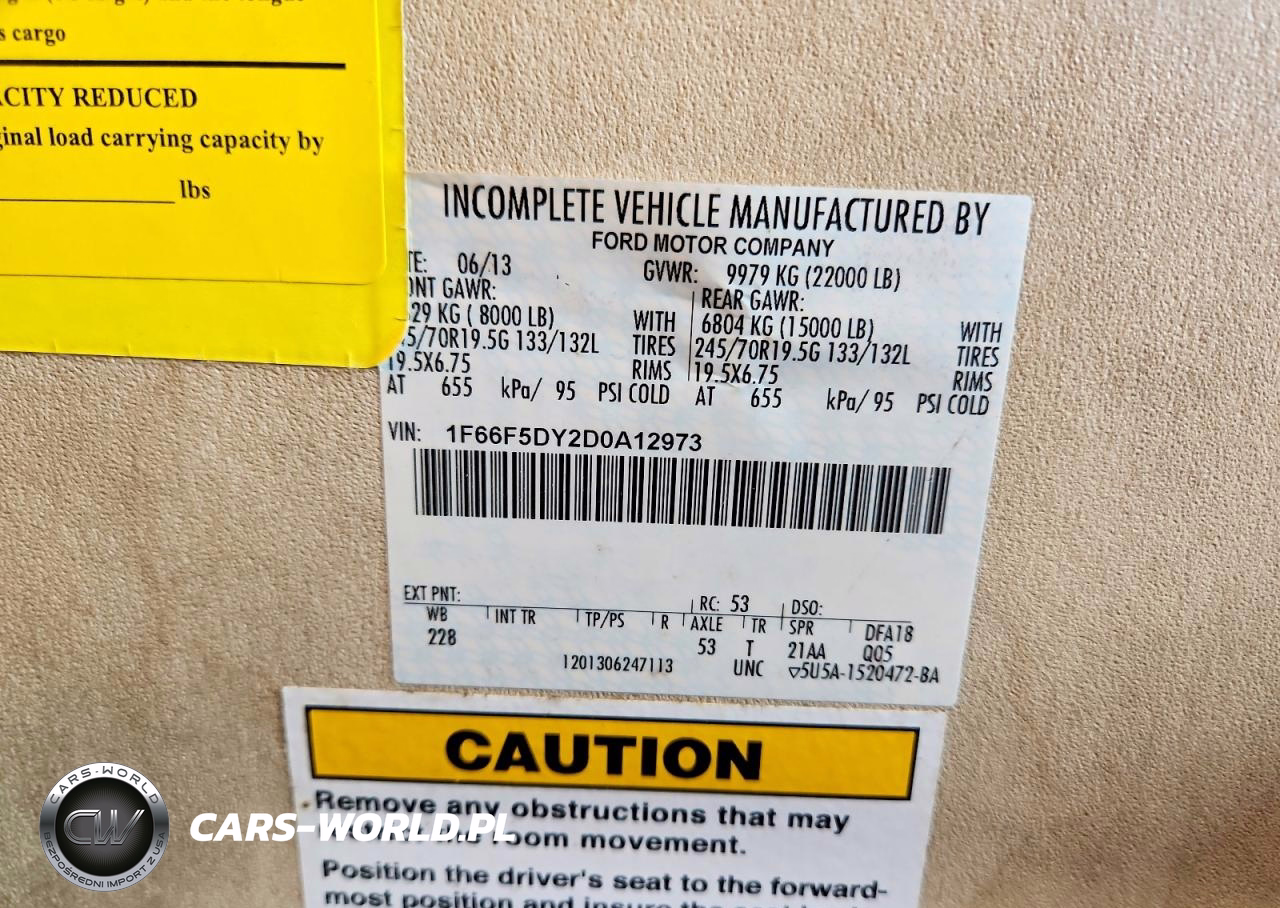 s cargo
ACITY REDUCED
ginal load carrying capacity by
lbs
INCOMPLETE VEHICLE MANUFACTURED BY
FORD MOTOR COMPANY
TE: 06/13 GVWR: 9979 KG (22000 LB)
ONT GAWR: REAR GAWR:
29 KG ( 8000 LB) WITH 6804 KG (15000 LB) WITH
5/70R19.5G 133/132L TIRES 245/70R19.5G 133/132L TIRES
19.5X6.75 RIMS 19.5X6.75 RIMS
AT 655 kPa/ 95 PSI COLD AT 655 kPa/ 95 PSI COLD
VIN: 1F66F5DY2D0A12973
EXT PNT: RC: 53 DSO:
WB INT TR TP/PS R AXLE TR SPR DFA18
228 53 T 21AA QQ5
1201306247113 UNC ▽5U5A-1520472-BA
CAUTION
Remove any obstructions that may
room movement.
Position the driver's seat to the forward-
most position and insure the
CARS-WORLD
CW
BEZPOŚREDNI IMPORT Z USA
CARS-WORLD.PL